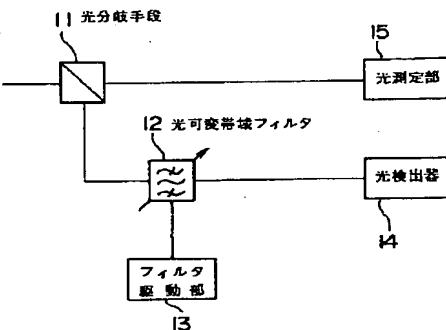 11 光分岐手段
15
光測定部
12 光可変帯域フィルタ
光検出器
14
フィルタ
駆動部
13